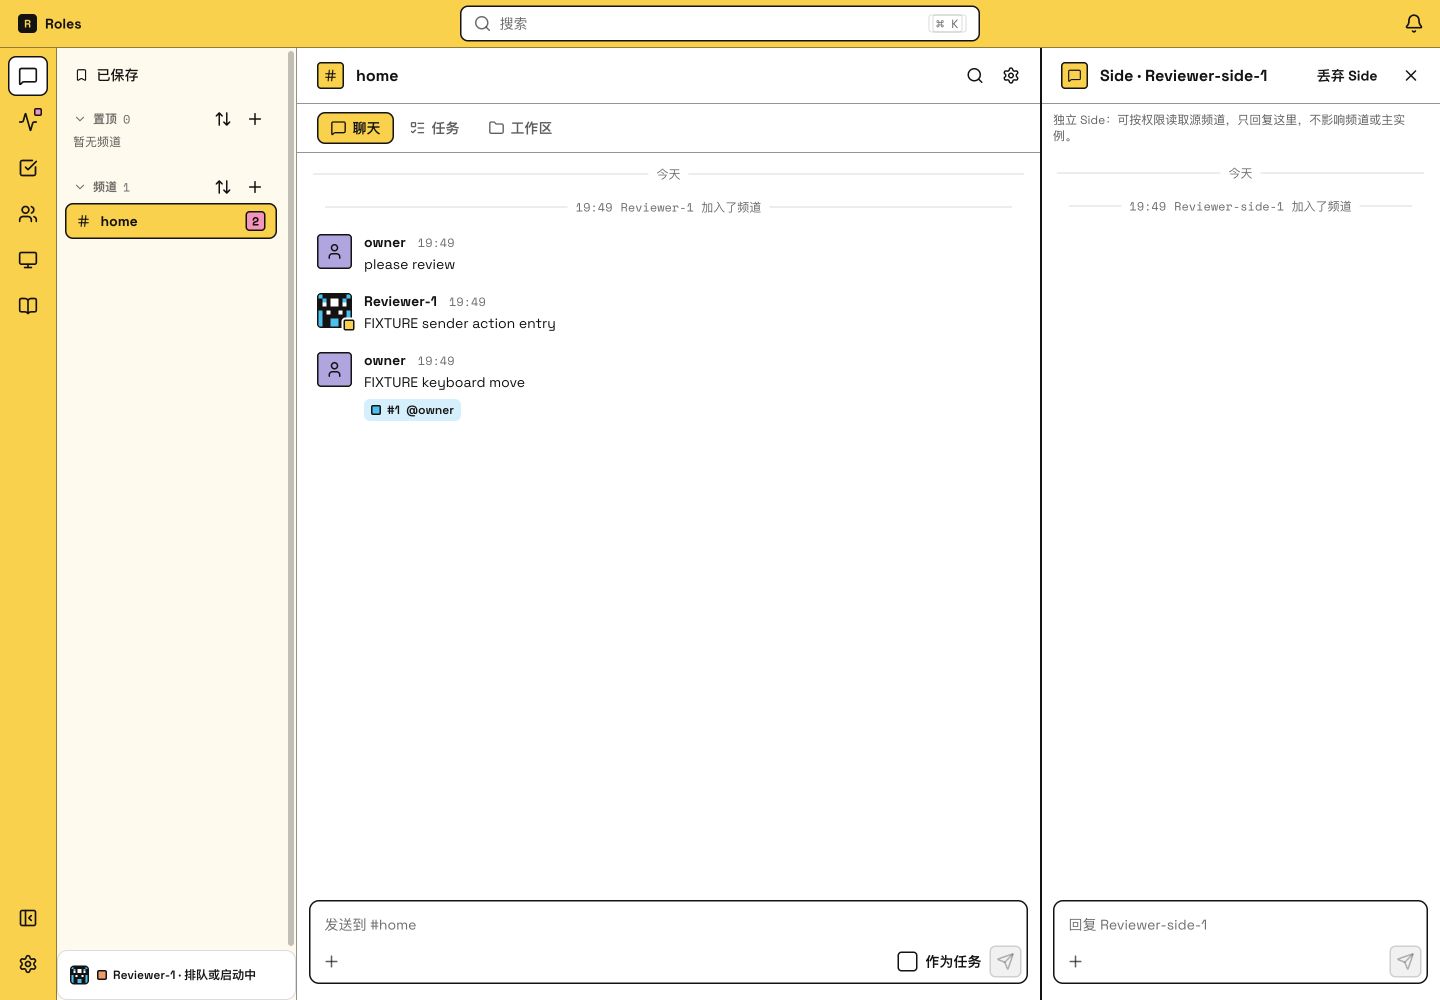 R Roles
搜索
⌘ K
已保存
置顶 0
暂无频道
频道 1
# home 2
Reviewer-1 · 排队或启动中
# home
聊天 任务 工作区
今天
19:49 Reviewer-1 加入了频道
owner 19:49
please review
Reviewer-1 19:49
FIXTURE sender action entry
owner 19:49
FIXTURE keyboard move
#1 @owner
发送到 #home
作为任务
Side · Reviewer-side-1 丢弃 Side
独立 Side：可按权限读取源频道，只回复这里，不影响频道或主实
例。
今天
19:49 Reviewer-side-1 加入了频道
回复 Reviewer-side-1